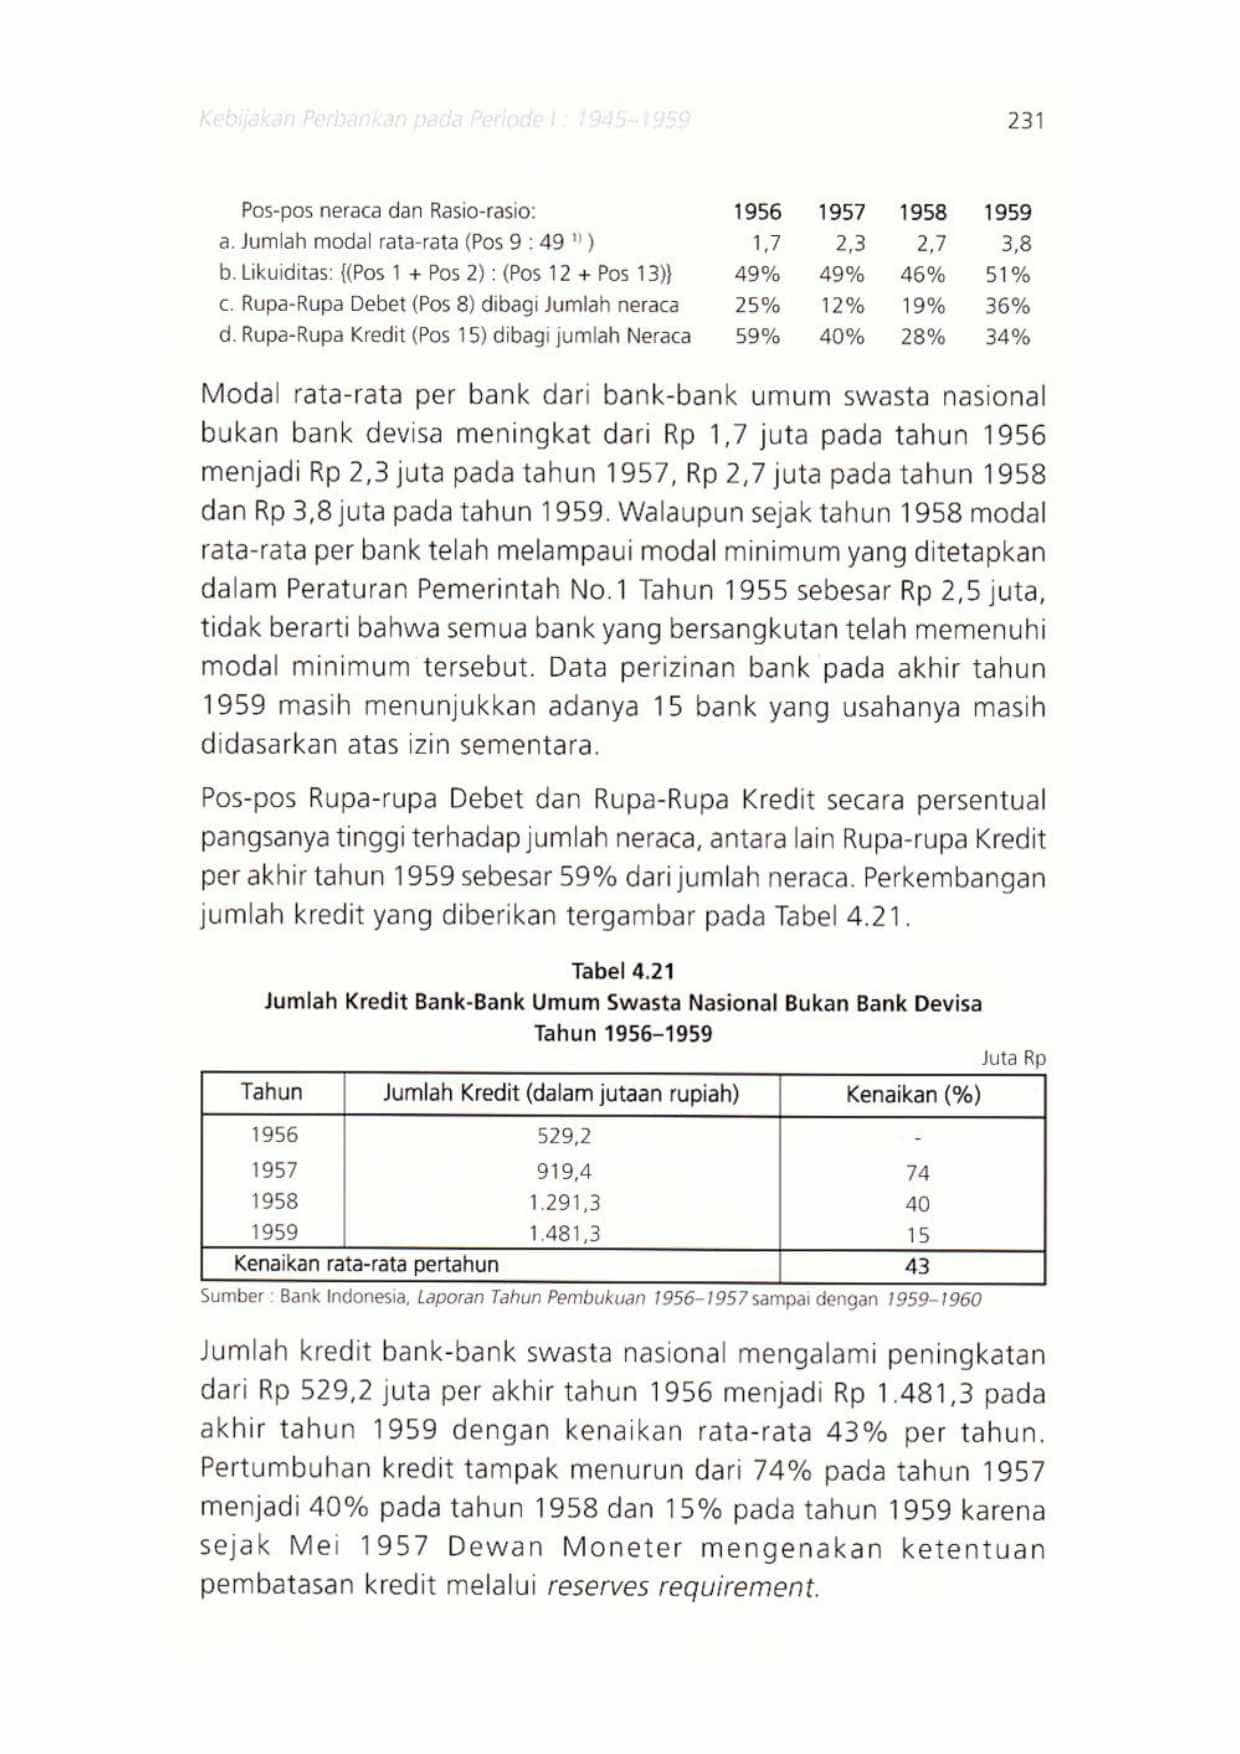 Kebijakan Perbankan pada Periode I : 1945–1959 231
Pos-pos neraca dan Rasio-rasio: 1956 1957 1958 1959
a. Jumlah modal rata-rata (Pos 9 : 49 ¹⁾ ) 1,7 2,3 2,7 3,8
b. Likuiditas: {(Pos 1 + Pos 2) : (Pos 12 + Pos 13)} 49% 49% 46% 51%
c. Rupa-Rupa Debet (Pos 8) dibagi Jumlah neraca 25% 12% 19% 36%
d. Rupa-Rupa Kredit (Pos 15) dibagi jumlah Neraca 59% 40% 28% 34%
Modal rata-rata per bank dari bank-bank umum swasta nasional
bukan bank devisa meningkat dari Rp 1,7 juta pada tahun 1956
menjadi Rp 2,3 juta pada tahun 1957, Rp 2,7 juta pada tahun 1958
dan Rp 3,8 juta pada tahun 1959. Walaupun sejak tahun 1958 modal
rata-rata per bank telah melampaui modal minimum yang ditetapkan
dalam Peraturan Pemerintah No.1 Tahun 1955 sebesar Rp 2,5 juta,
tidak berarti bahwa semua bank yang bersangkutan telah memenuhi
modal minimum tersebut. Data perizinan bank pada akhir tahun
1959 masih menunjukkan adanya 15 bank yang usahanya masih
didasarkan atas izin sementara.
Pos-pos Rupa-rupa Debet dan Rupa-Rupa Kredit secara persentual
pangsanya tinggi terhadap jumlah neraca, antara lain Rupa-rupa Kredit
per akhir tahun 1959 sebesar 59% dari jumlah neraca. Perkembangan
jumlah kredit yang diberikan tergambar pada Tabel 4.21.
Tabel 4.21
Jumlah Kredit Bank-Bank Umum Swasta Nasional Bukan Bank Devisa
Tahun 1956–1959
Juta Rp
Tahun Jumlah Kredit (dalam jutaan rupiah) Kenaikan (%)
1956 529,2 -
1957 919,4 74
1958 1.291,3 40
1959 1.481,3 15
Kenaikan rata-rata pertahun 43
Sumber : Bank Indonesia, Laporan Tahun Pembukuan 1956–1957 sampai dengan 1959–1960
Jumlah kredit bank-bank swasta nasional mengalami peningkatan
dari Rp 529,2 juta per akhir tahun 1956 menjadi Rp 1.481,3 pada
akhir tahun 1959 dengan kenaikan rata-rata 43% per tahun.
Pertumbuhan kredit tampak menurun dari 74% pada tahun 1957
menjadi 40% pada tahun 1958 dan 15% pada tahun 1959 karena
sejak Mei 1957 Dewan Moneter mengenakan ketentuan
pembatasan kredit melalui reserves requirement.